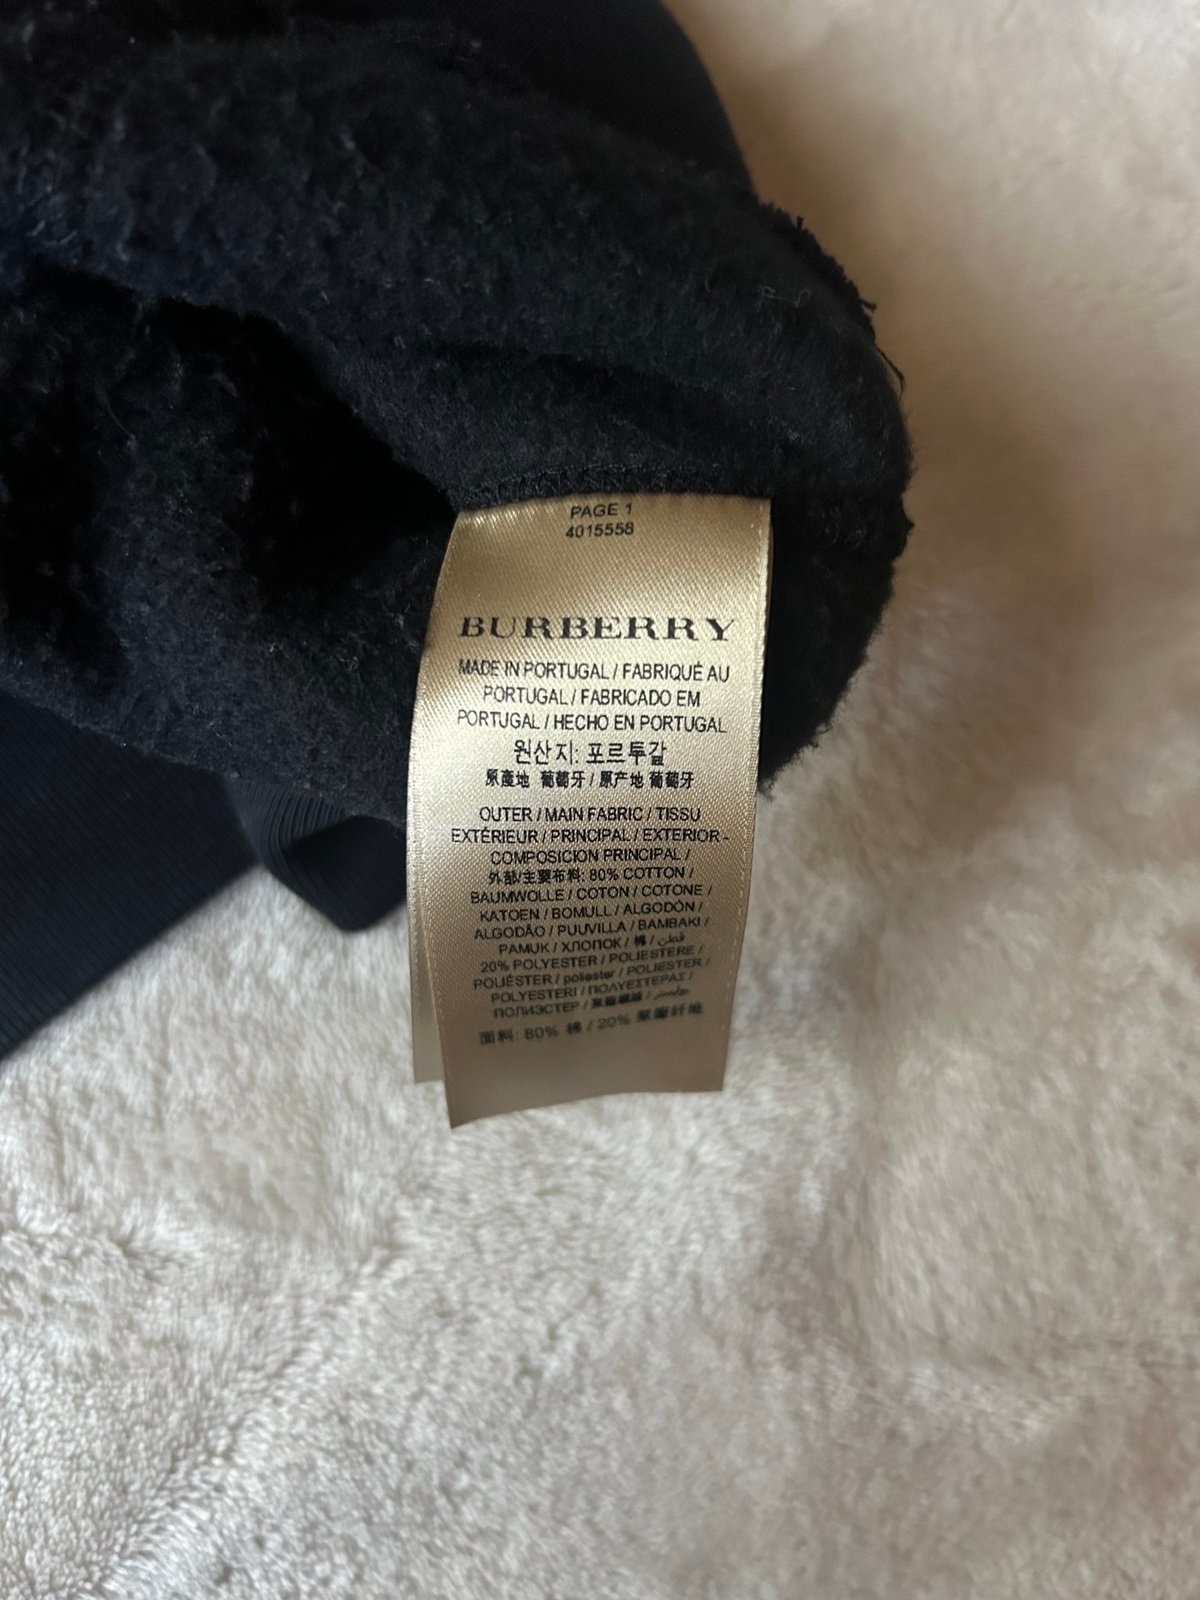 PAGE 1
4015558
BURBERRY
MADE IN PORTUGAL / FABRIQUÉ AU
PORTUGAL / FABRICADO EM
PORTUGAL / HECHO EN PORTUGAL
원산지: 포르투갈
原產地 葡萄牙 / 原产地 葡萄牙
OUTER / MAIN FABRIC / TISSU
EXTÉRIEUR / PRINCIPAL / EXTERIOR -
COMPOSICION PRINCIPAL /
外部/主要布料: 80% COTTON /
BAUMWOLLE / COTON / COTONE /
KATOEN / BOMULL / ALGODÓN /
ALGODÃO / PUUVILLA / BAMBAKI /
PAMUK / ХЛОПОК / 棉 / قطن /
20% POLYESTER / POLIESTERE /
POLIÉSTER / poliester / POLIESTER /
POLYESTERI / ΠΟΛΥΕΣΤΕΡΑΣ /
ПОЛИЭСТЕР / 聚酯纖維 / بوليستر
面料: 80% 棉 / 20% 聚酯纤维